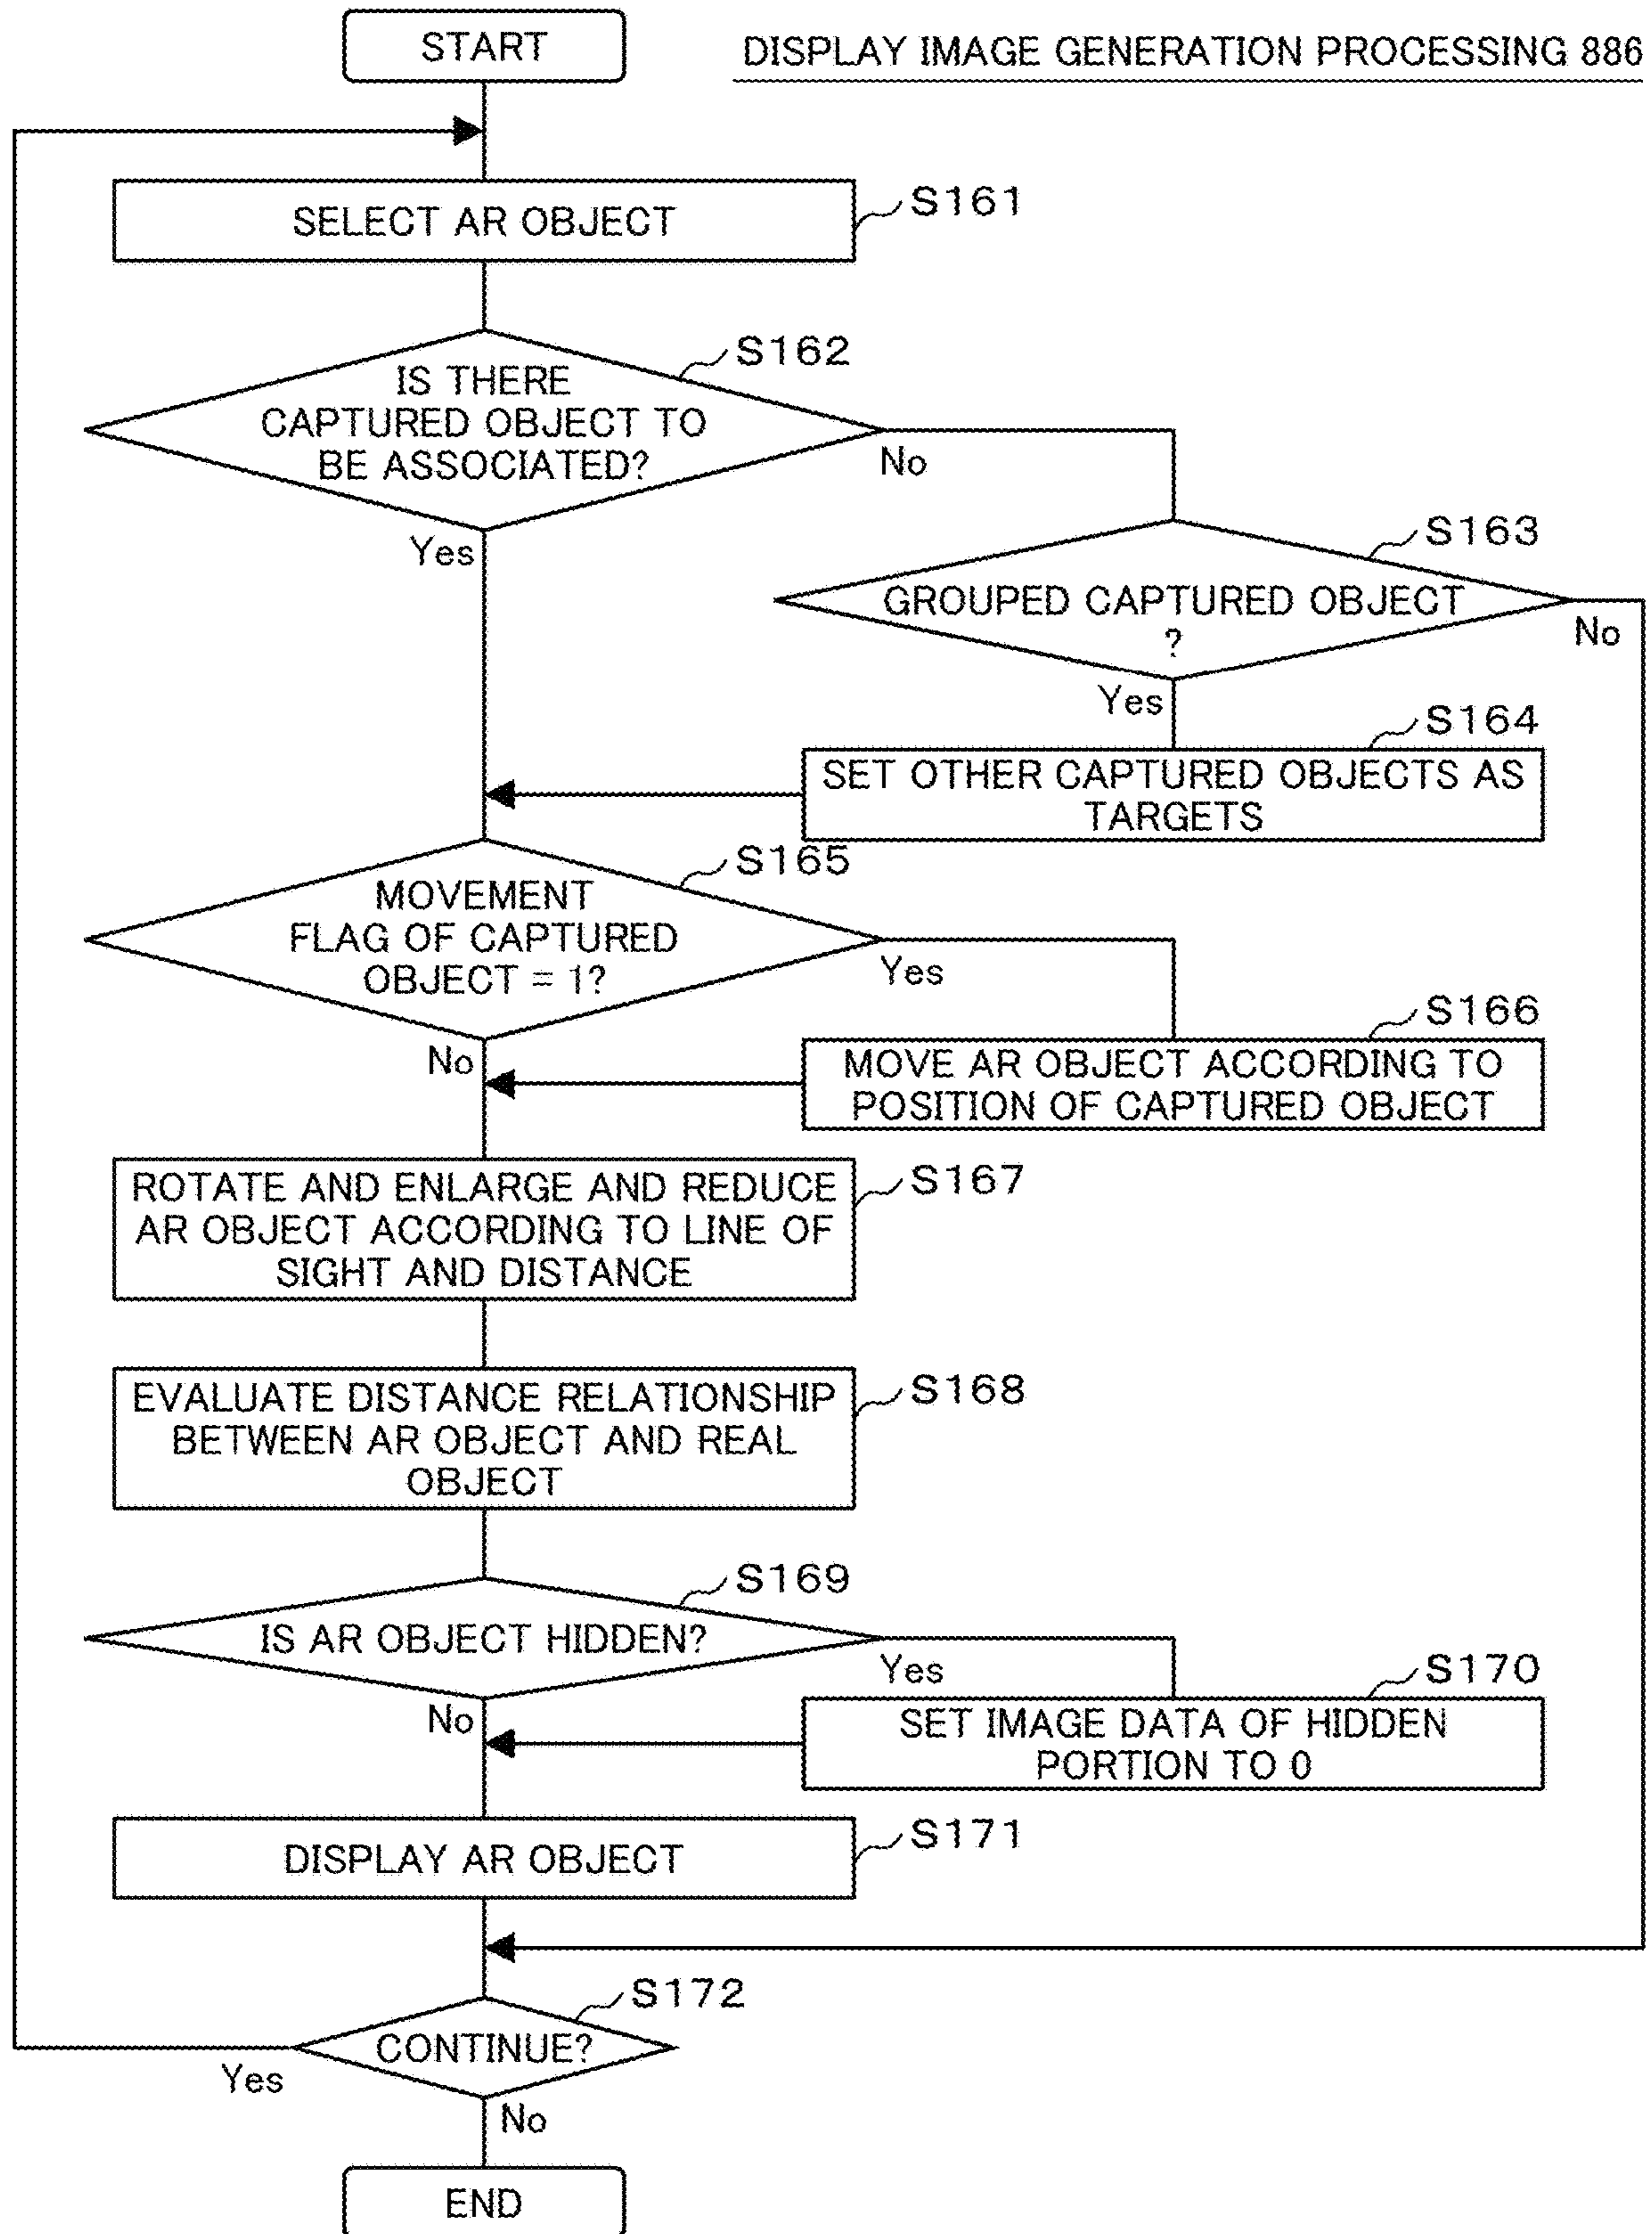 START
DISPLAY IMAGE GENERATION PROCESSING 886
SELECT AR OBJECT
S161
S162
IS THERE
CAPTURED OBJECT TO
BE ASSOCIATED?
No
Yes
S163
GROUPED CAPTURED OBJECT
?
No
Yes
S164
SET OTHER CAPTURED OBJECTS AS
TARGETS
S165
MOVEMENT
FLAG OF CAPTURED
OBJECT = 1?
Yes
No
S166
MOVE AR OBJECT ACCORDING TO
POSITION OF CAPTURED OBJECT
ROTATE AND ENLARGE AND REDUCE
AR OBJECT ACCORDING TO LINE OF
SIGHT AND DISTANCE
S167
EVALUATE DISTANCE RELATIONSHIP
BETWEEN AR OBJECT AND REAL
OBJECT
S168
S169
IS AR OBJECT HIDDEN?
Yes
No
S170
SET IMAGE DATA OF HIDDEN
PORTION TO 0
DISPLAY AR OBJECT
S171
S172
CONTINUE?
Yes
No
END